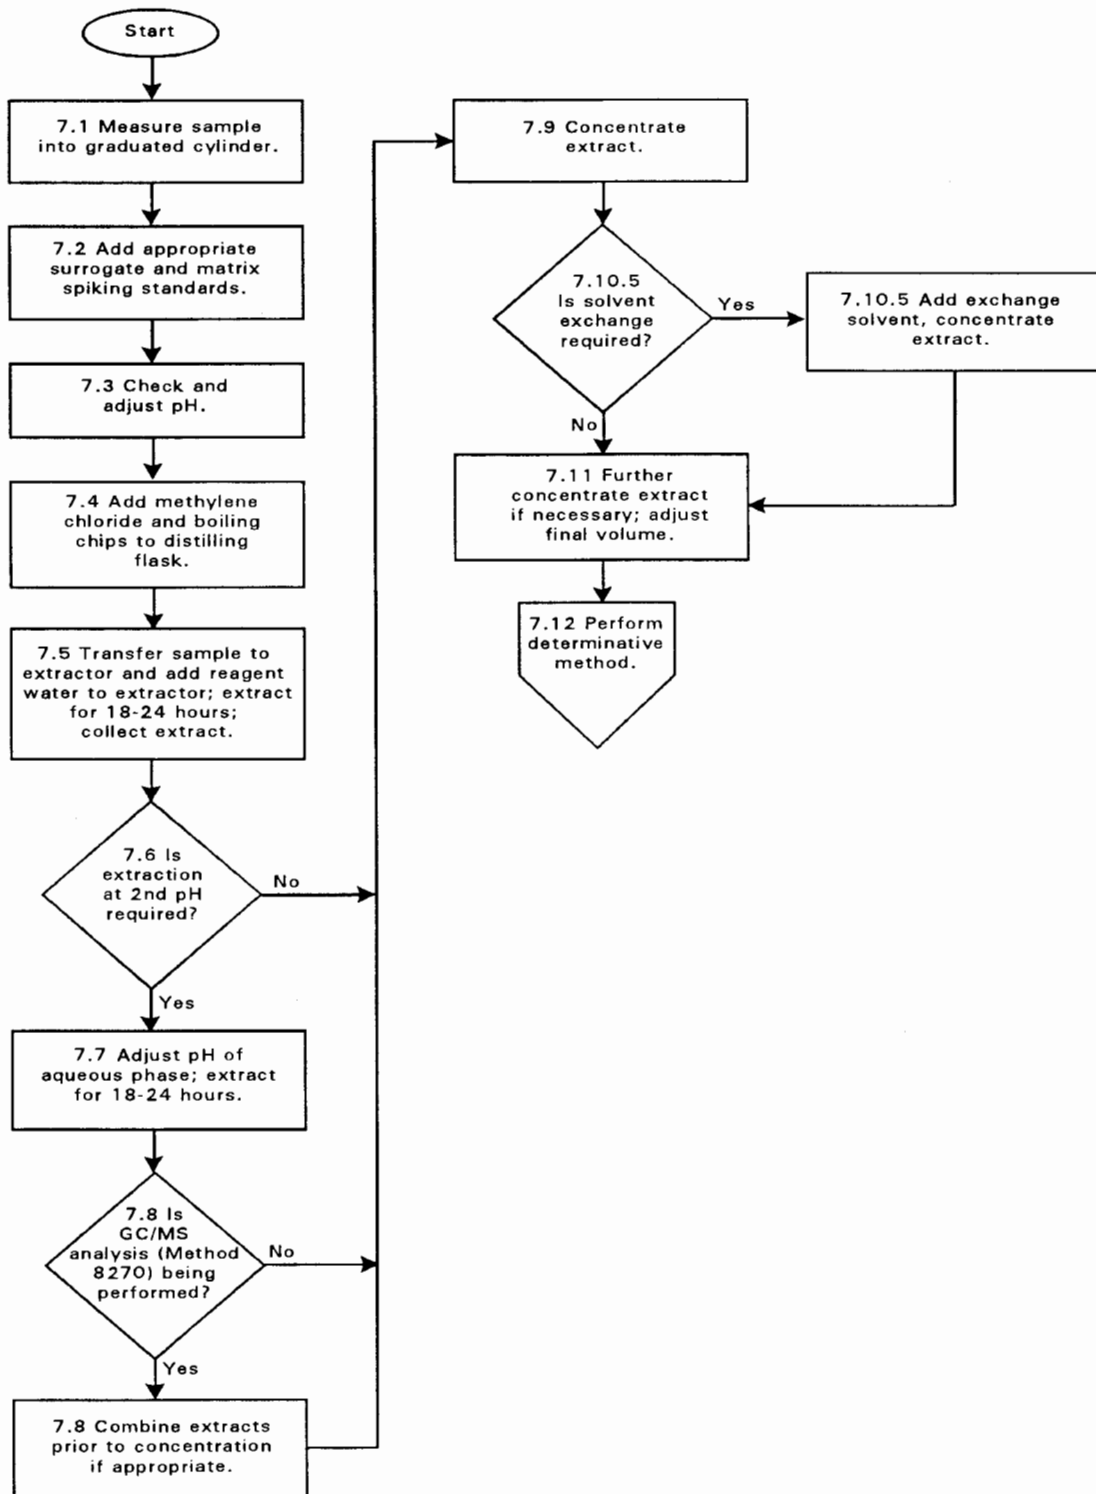 Start
7.1 Measure sample
into graduated cylinder.
7.2 Add appropriate
surrogate and matrix
spiking standards.
7.3 Check and
adjust pH.
7.4 Add methylene
chloride and boiling
chips to distilling
flask.
7.5 Transfer sample to
extractor and add reagent
water to extractor; extract
for 18-24 hours;
collect extract.
7.6 Is
extraction
at 2nd pH
required?
No
Yes
7.7 Adjust pH of
aqueous phase; extract
for 18-24 hours.
7.8 Is
GC/MS
analysis (Method
8270) being
performed?
No
Yes
7.8 Combine extracts
prior to concentration
if appropriate.
7.9 Concentrate
extract.
7.10.5
Is solvent
exchange
required?
Yes
7.10.5 Add exchange
solvent, concentrate
extract.
No
7.11 Further
concentrate extract
if necessary; adjust
final volume.
7.12 Perform
determinative
method.